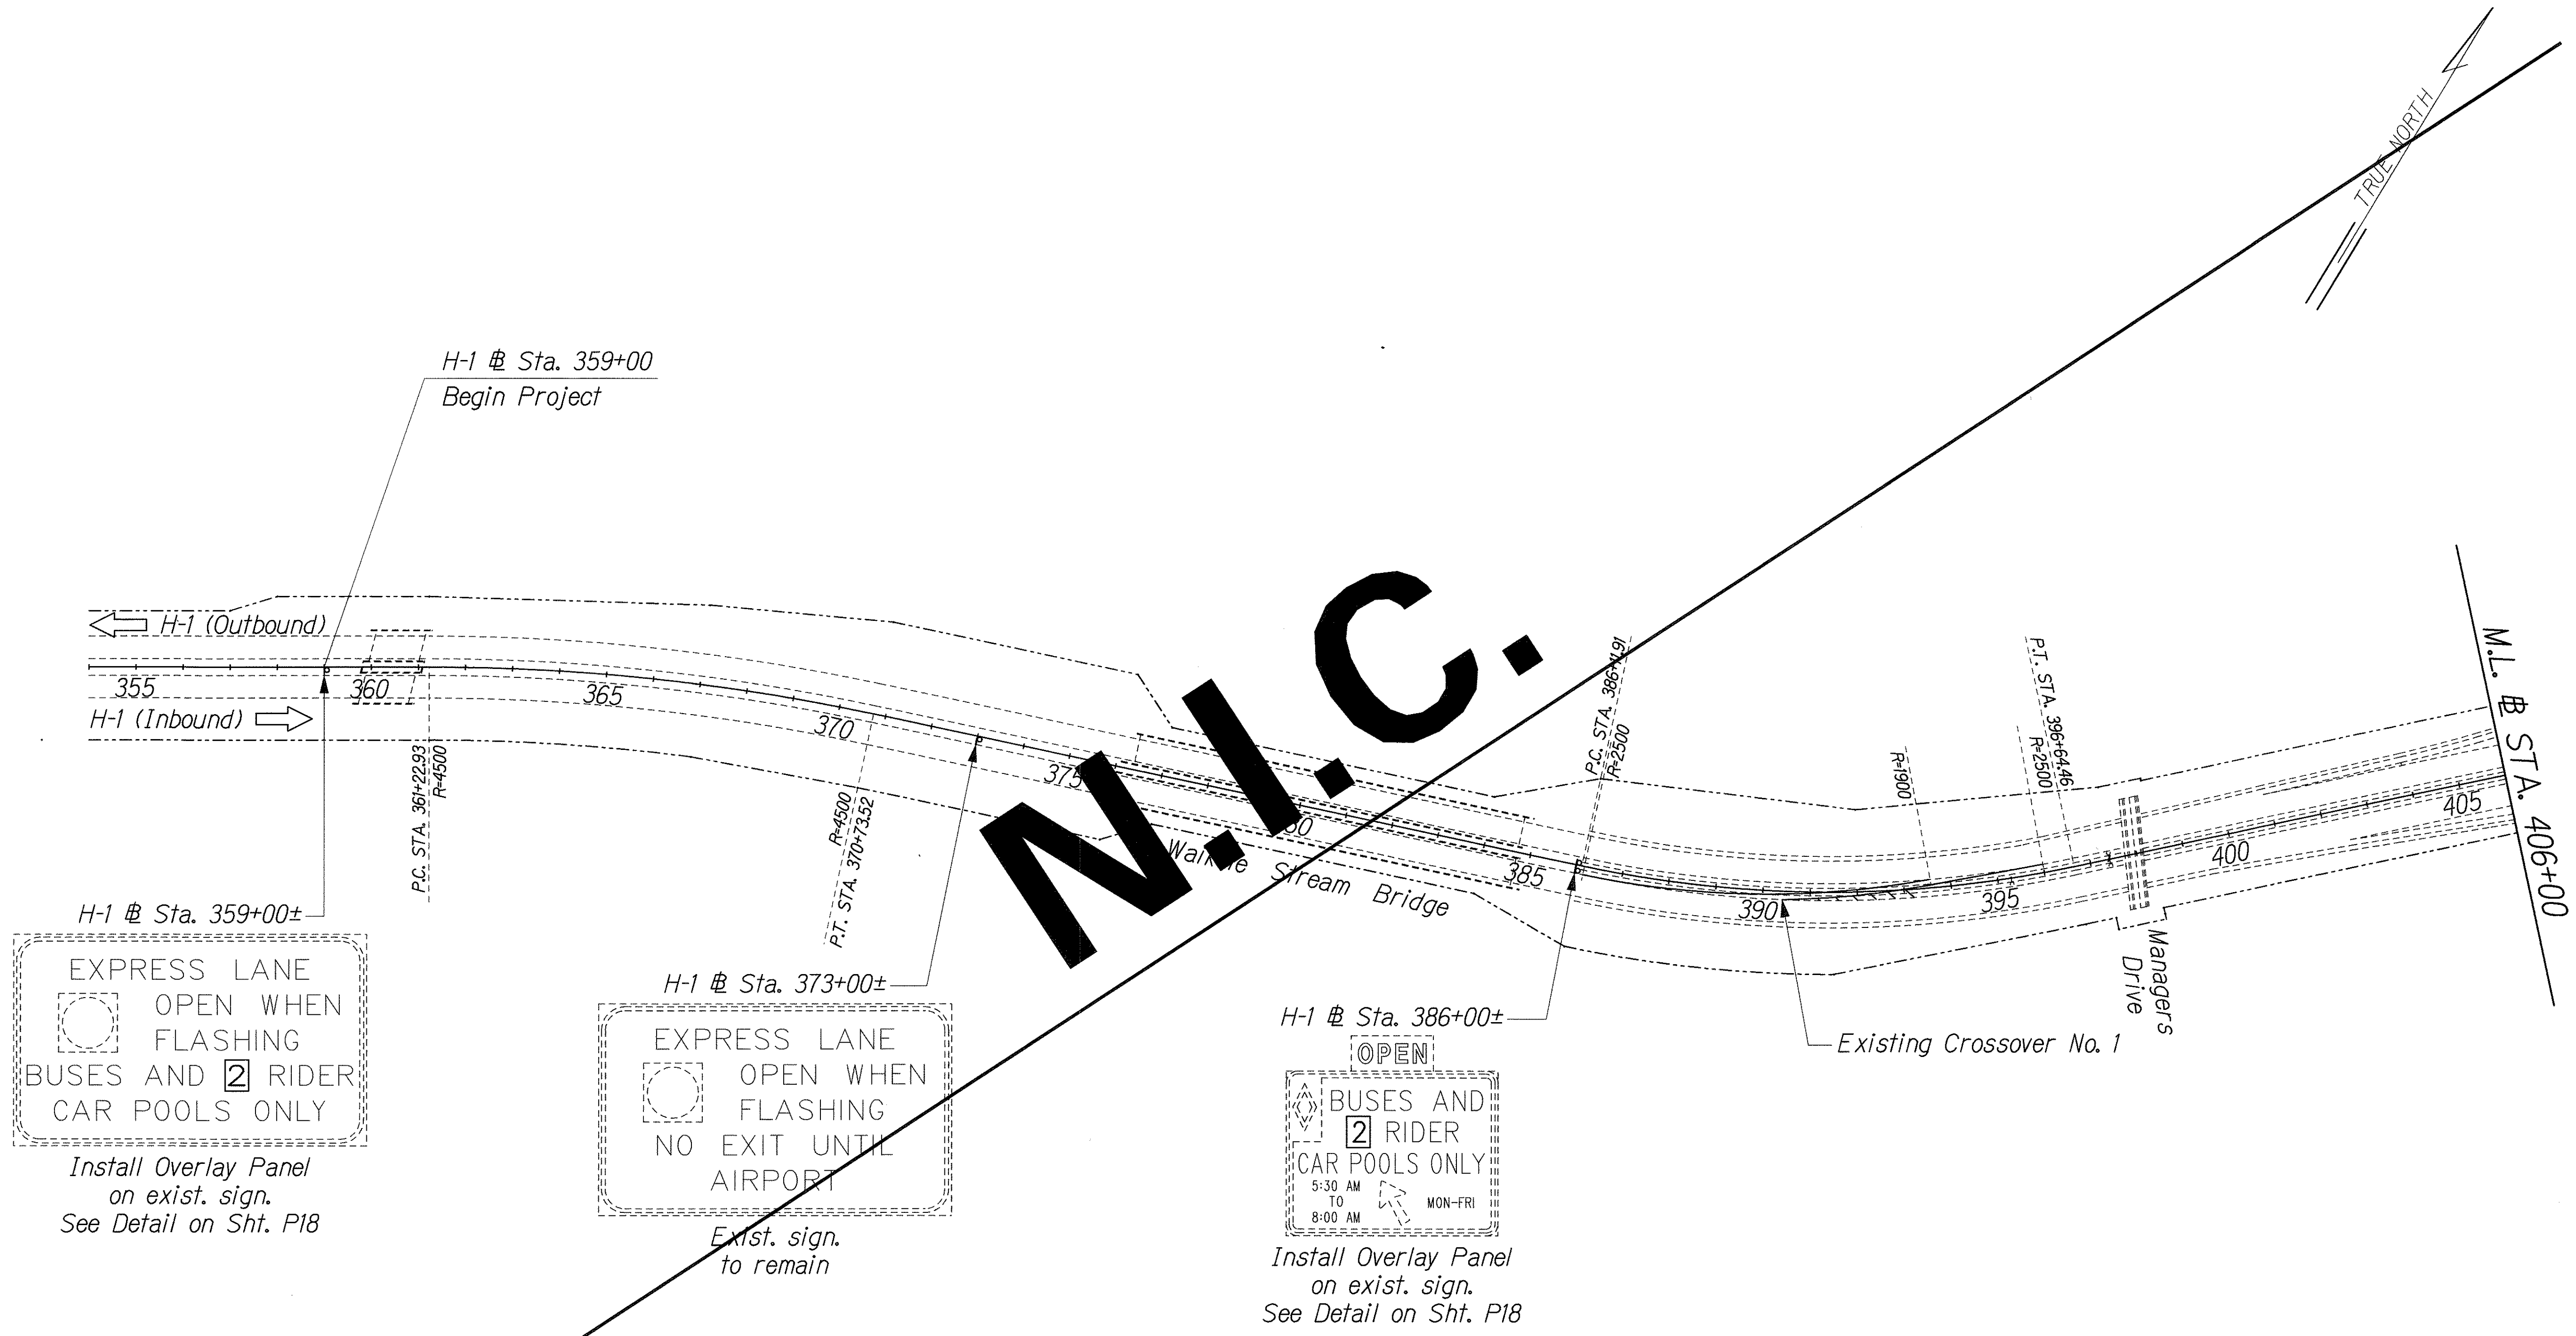 TRUE NORTH
H-1 ℄ Sta. 359+00
Begin Project
H-1 (Outbound)
H-1 (Inbound)
355
360
365
370
375
385
390
395
400
405
P.C. STA. 361+22.93
R=4500
R=4500
P.T. STA. 370+73.52
N.I.C.
Stream Bridge
P.C. STA. 386+11.91
R=2500
R=1900
R=2500
P.T. STA. 396+64.46
Managers
Drive
M.L. ℄ STA. 406+00
H-1 ℄ Sta. 359+00±
EXPRESS LANE
OPEN WHEN
FLASHING
BUSES AND 2 RIDER
CAR POOLS ONLY
Install Overlay Panel
on exist. sign.
See Detail on Sht. P18
H-1 ℄ Sta. 373+00±
EXPRESS LANE
OPEN WHEN
FLASHING
NO EXIT UNTIL
AIRPORT
Exist. sign.
to remain
H-1 ℄ Sta. 386+00±
OPEN
BUSES AND
2 RIDER
CAR POOLS ONLY
5:30 AM
TO
8:00 AM
MON-FRI
Install Overlay Panel
on exist. sign.
See Detail on Sht. P18
Existing Crossover No. 1